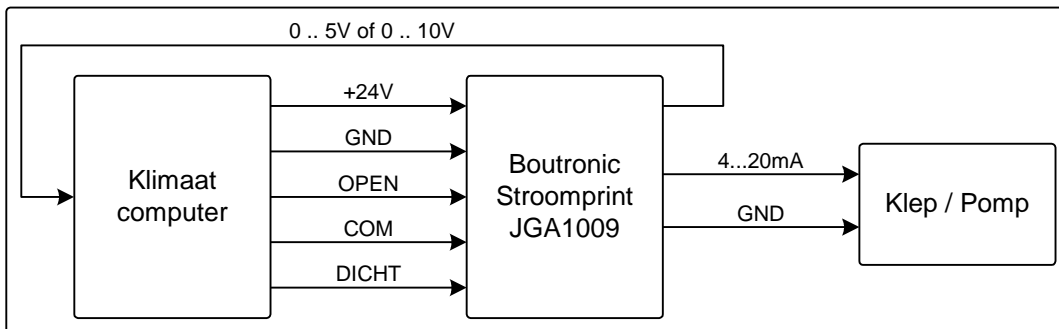 0 .. 5V of 0 .. 10V
+24V
GND
OPEN
COM
DICHT
Klimaat
computer
Boutronic
Stroomprint
JGA1009
4...20mA
GND
Klep / Pomp